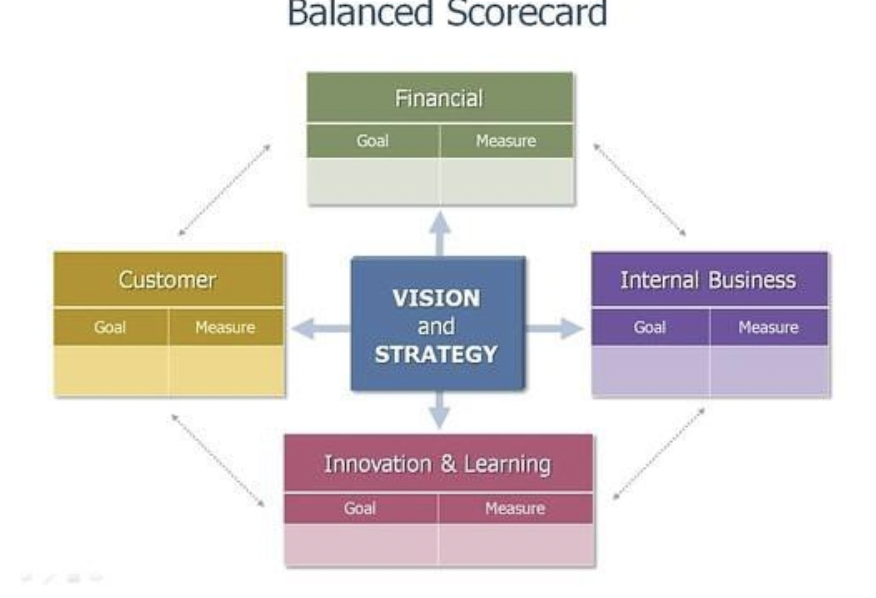 Balanced Scorecard
Financial
Goal
Measure
Customer
Goal
Measure
VISION
and
STRATEGY
Internal Business
Goal
Measure
Innovation & Learning
Goal
Measure